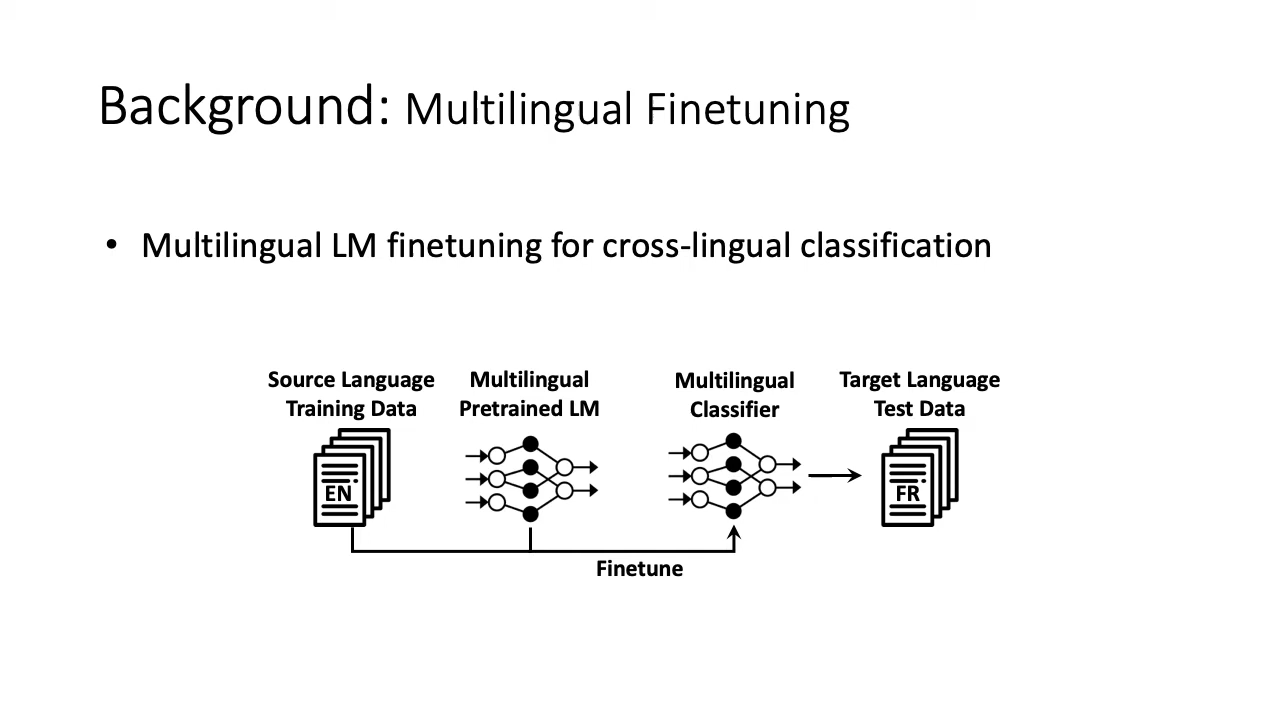 Background: Multilingual Finetuning
• Multilingual LM finetuning for cross-lingual classification
Source Language
Training Data
Multilingual
Pretrained LM
Multilingual
Classifier
Target Language
Test Data
EN
FR
Finetune